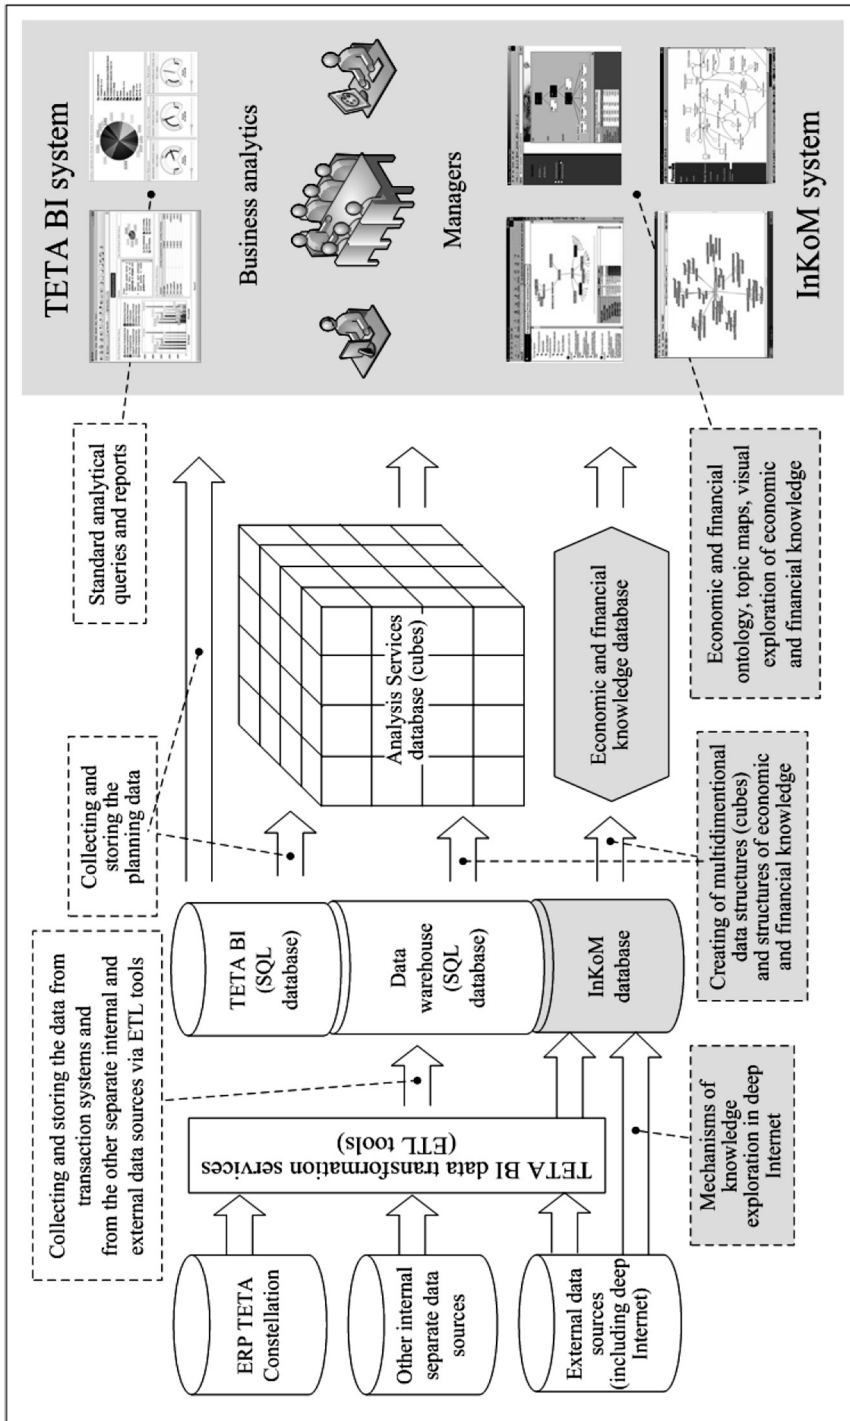 Collecting and storing the data from
transaction systems and
from the other separate internal and
external data sources via ETL tools
Collecting and
storing the
planning data
Standard analytical
queries and reports
TETA BI system
ERP TETA
Constellation
Other internal
separate data
sources
External data
sources
(including deep
Internet)
TETA BI data transformation services
(ETL tools)
TETA BI
(SQL
database)
Data
warehouse
(SQL
database)
InKoM
database
Analysis Services
database (cubes)
Economic and financial
knowledge database
Business analytics
Managers
Mechanisms of
knowledge
exploration in deep
Internet
Creating of multidimentional
data structures (cubes)
and structures of economic
and financial knowledge
Economic and financial
ontology, topic maps, visual
exploration of economic
and financial knowledge
InKoM system